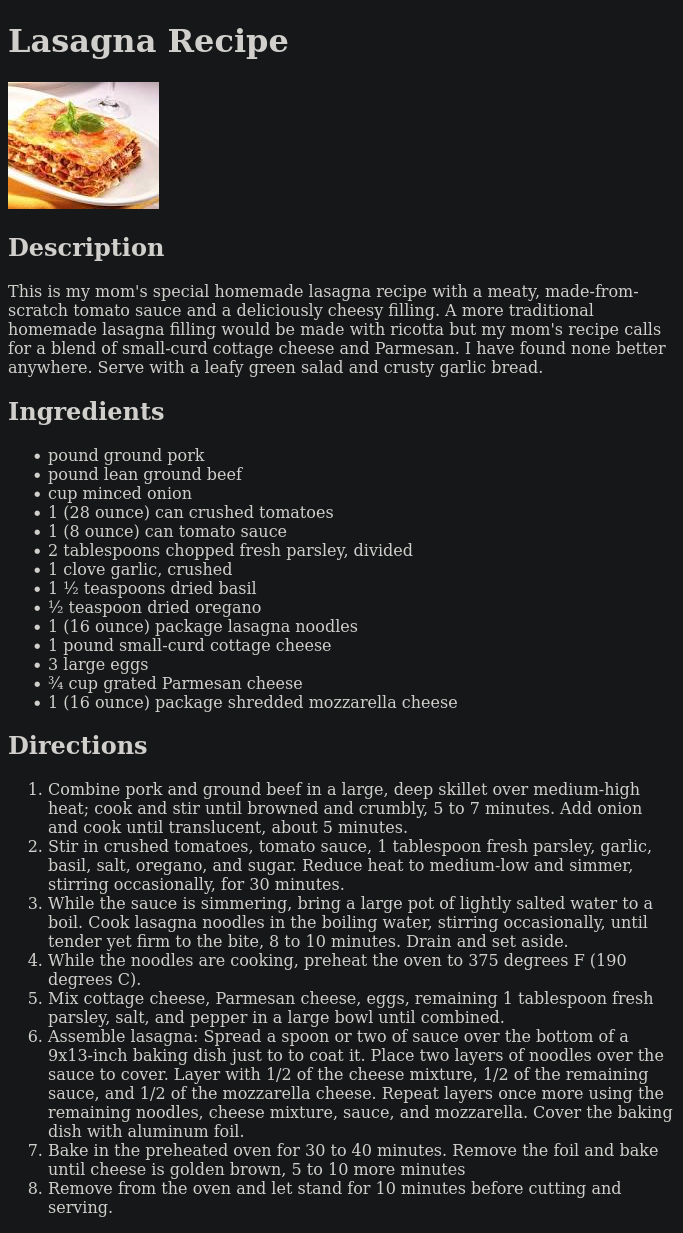 Lasagna Recipe
Description
This is my mom's special homemade lasagna recipe with a meaty, made-from-
scratch tomato sauce and a deliciously cheesy filling. A more traditional
homemade lasagna filling would be made with ricotta but my mom's recipe calls
for a blend of small-curd cottage cheese and Parmesan. I have found none better
anywhere. Serve with a leafy green salad and crusty garlic bread.
Ingredients
• pound ground pork
• pound lean ground beef
• cup minced onion
• 1 (28 ounce) can crushed tomatoes
• 1 (8 ounce) can tomato sauce
• 2 tablespoons chopped fresh parsley, divided
• 1 clove garlic, crushed
• 1 ½ teaspoons dried basil
• ½ teaspoon dried oregano
• 1 (16 ounce) package lasagna noodles
• 1 pound small-curd cottage cheese
• 3 large eggs
• ¾ cup grated Parmesan cheese
• 1 (16 ounce) package shredded mozzarella cheese
Directions
1. Combine pork and ground beef in a large, deep skillet over medium-high
heat; cook and stir until browned and crumbly, 5 to 7 minutes. Add onion
and cook until translucent, about 5 minutes.
2. Stir in crushed tomatoes, tomato sauce, 1 tablespoon fresh parsley, garlic,
basil, salt, oregano, and sugar. Reduce heat to medium-low and simmer,
stirring occasionally, for 30 minutes.
3. While the sauce is simmering, bring a large pot of lightly salted water to a
boil. Cook lasagna noodles in the boiling water, stirring occasionally, until
tender yet firm to the bite, 8 to 10 minutes. Drain and set aside.
4. While the noodles are cooking, preheat the oven to 375 degrees F (190
degrees C).
5. Mix cottage cheese, Parmesan cheese, eggs, remaining 1 tablespoon fresh
parsley, salt, and pepper in a large bowl until combined.
6. Assemble lasagna: Spread a spoon or two of sauce over the bottom of a
9x13-inch baking dish just to to coat it. Place two layers of noodles over the
sauce to cover. Layer with 1/2 of the cheese mixture, 1/2 of the remaining
sauce, and 1/2 of the mozzarella cheese. Repeat layers once more using the
remaining noodles, cheese mixture, sauce, and mozzarella. Cover the baking
dish with aluminum foil.
7. Bake in the preheated oven for 30 to 40 minutes. Remove the foil and bake
until cheese is golden brown, 5 to 10 more minutes
8. Remove from the oven and let stand for 10 minutes before cutting and
serving.